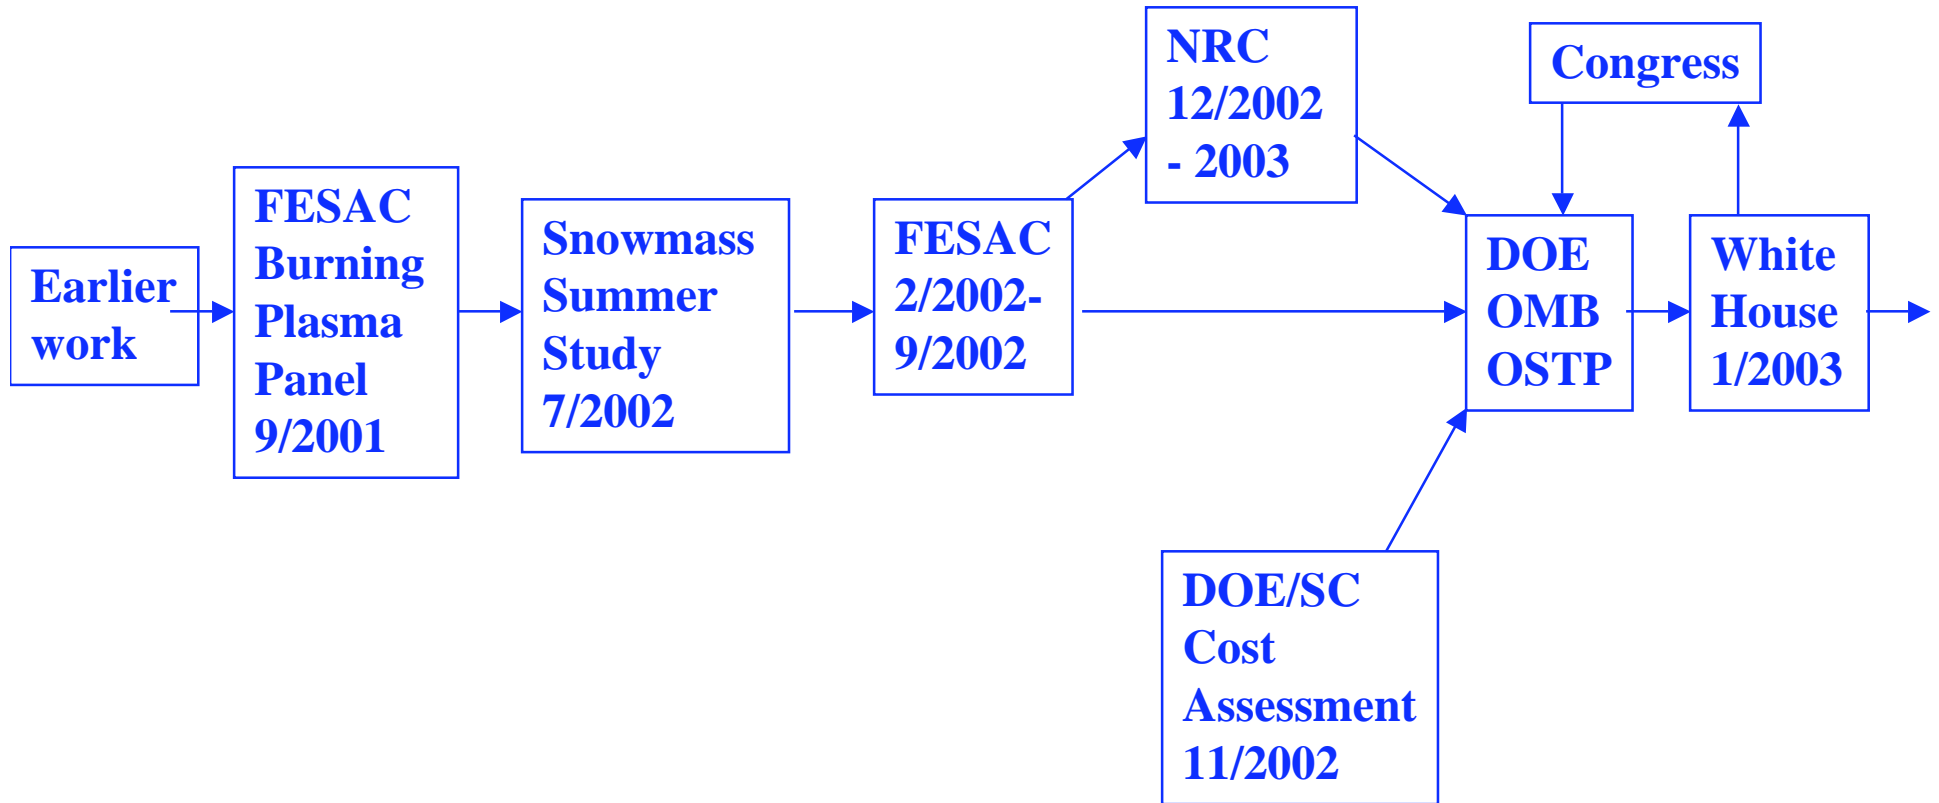 Earlier
work
FESAC
Burning
Plasma
Panel
9/2001
Snowmass
Summer
Study
7/2002
FESAC
2/2002-
9/2002
NRC
12/2002
- 2003
Congress
DOE
OMB
OSTP
White
House
1/2003
DOE/SC
Cost
Assessment
11/2002